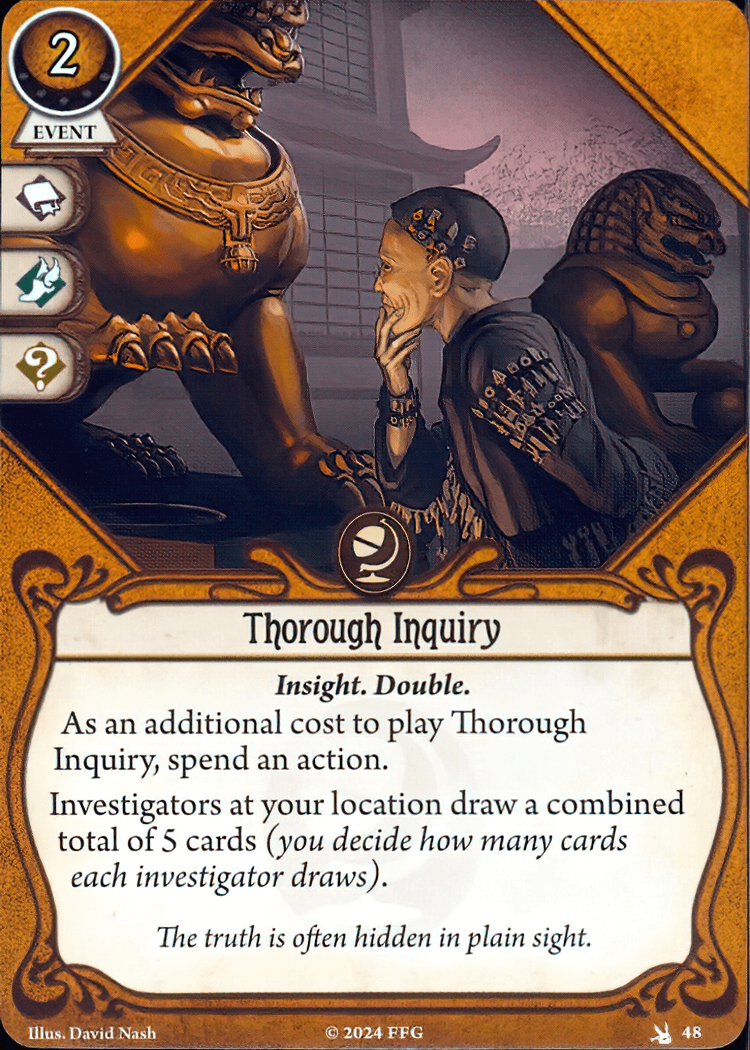 2
EVENT
?
Thorough Inquiry
Insight. Double.
As an additional cost to play Thorough
Inquiry, spend an action.
Investigators at your location draw a combined
total of 5 cards (you decide how many cards
each investigator draws).
The truth is often hidden in plain sight.
Illus. David Nash
© 2024 FFG
48